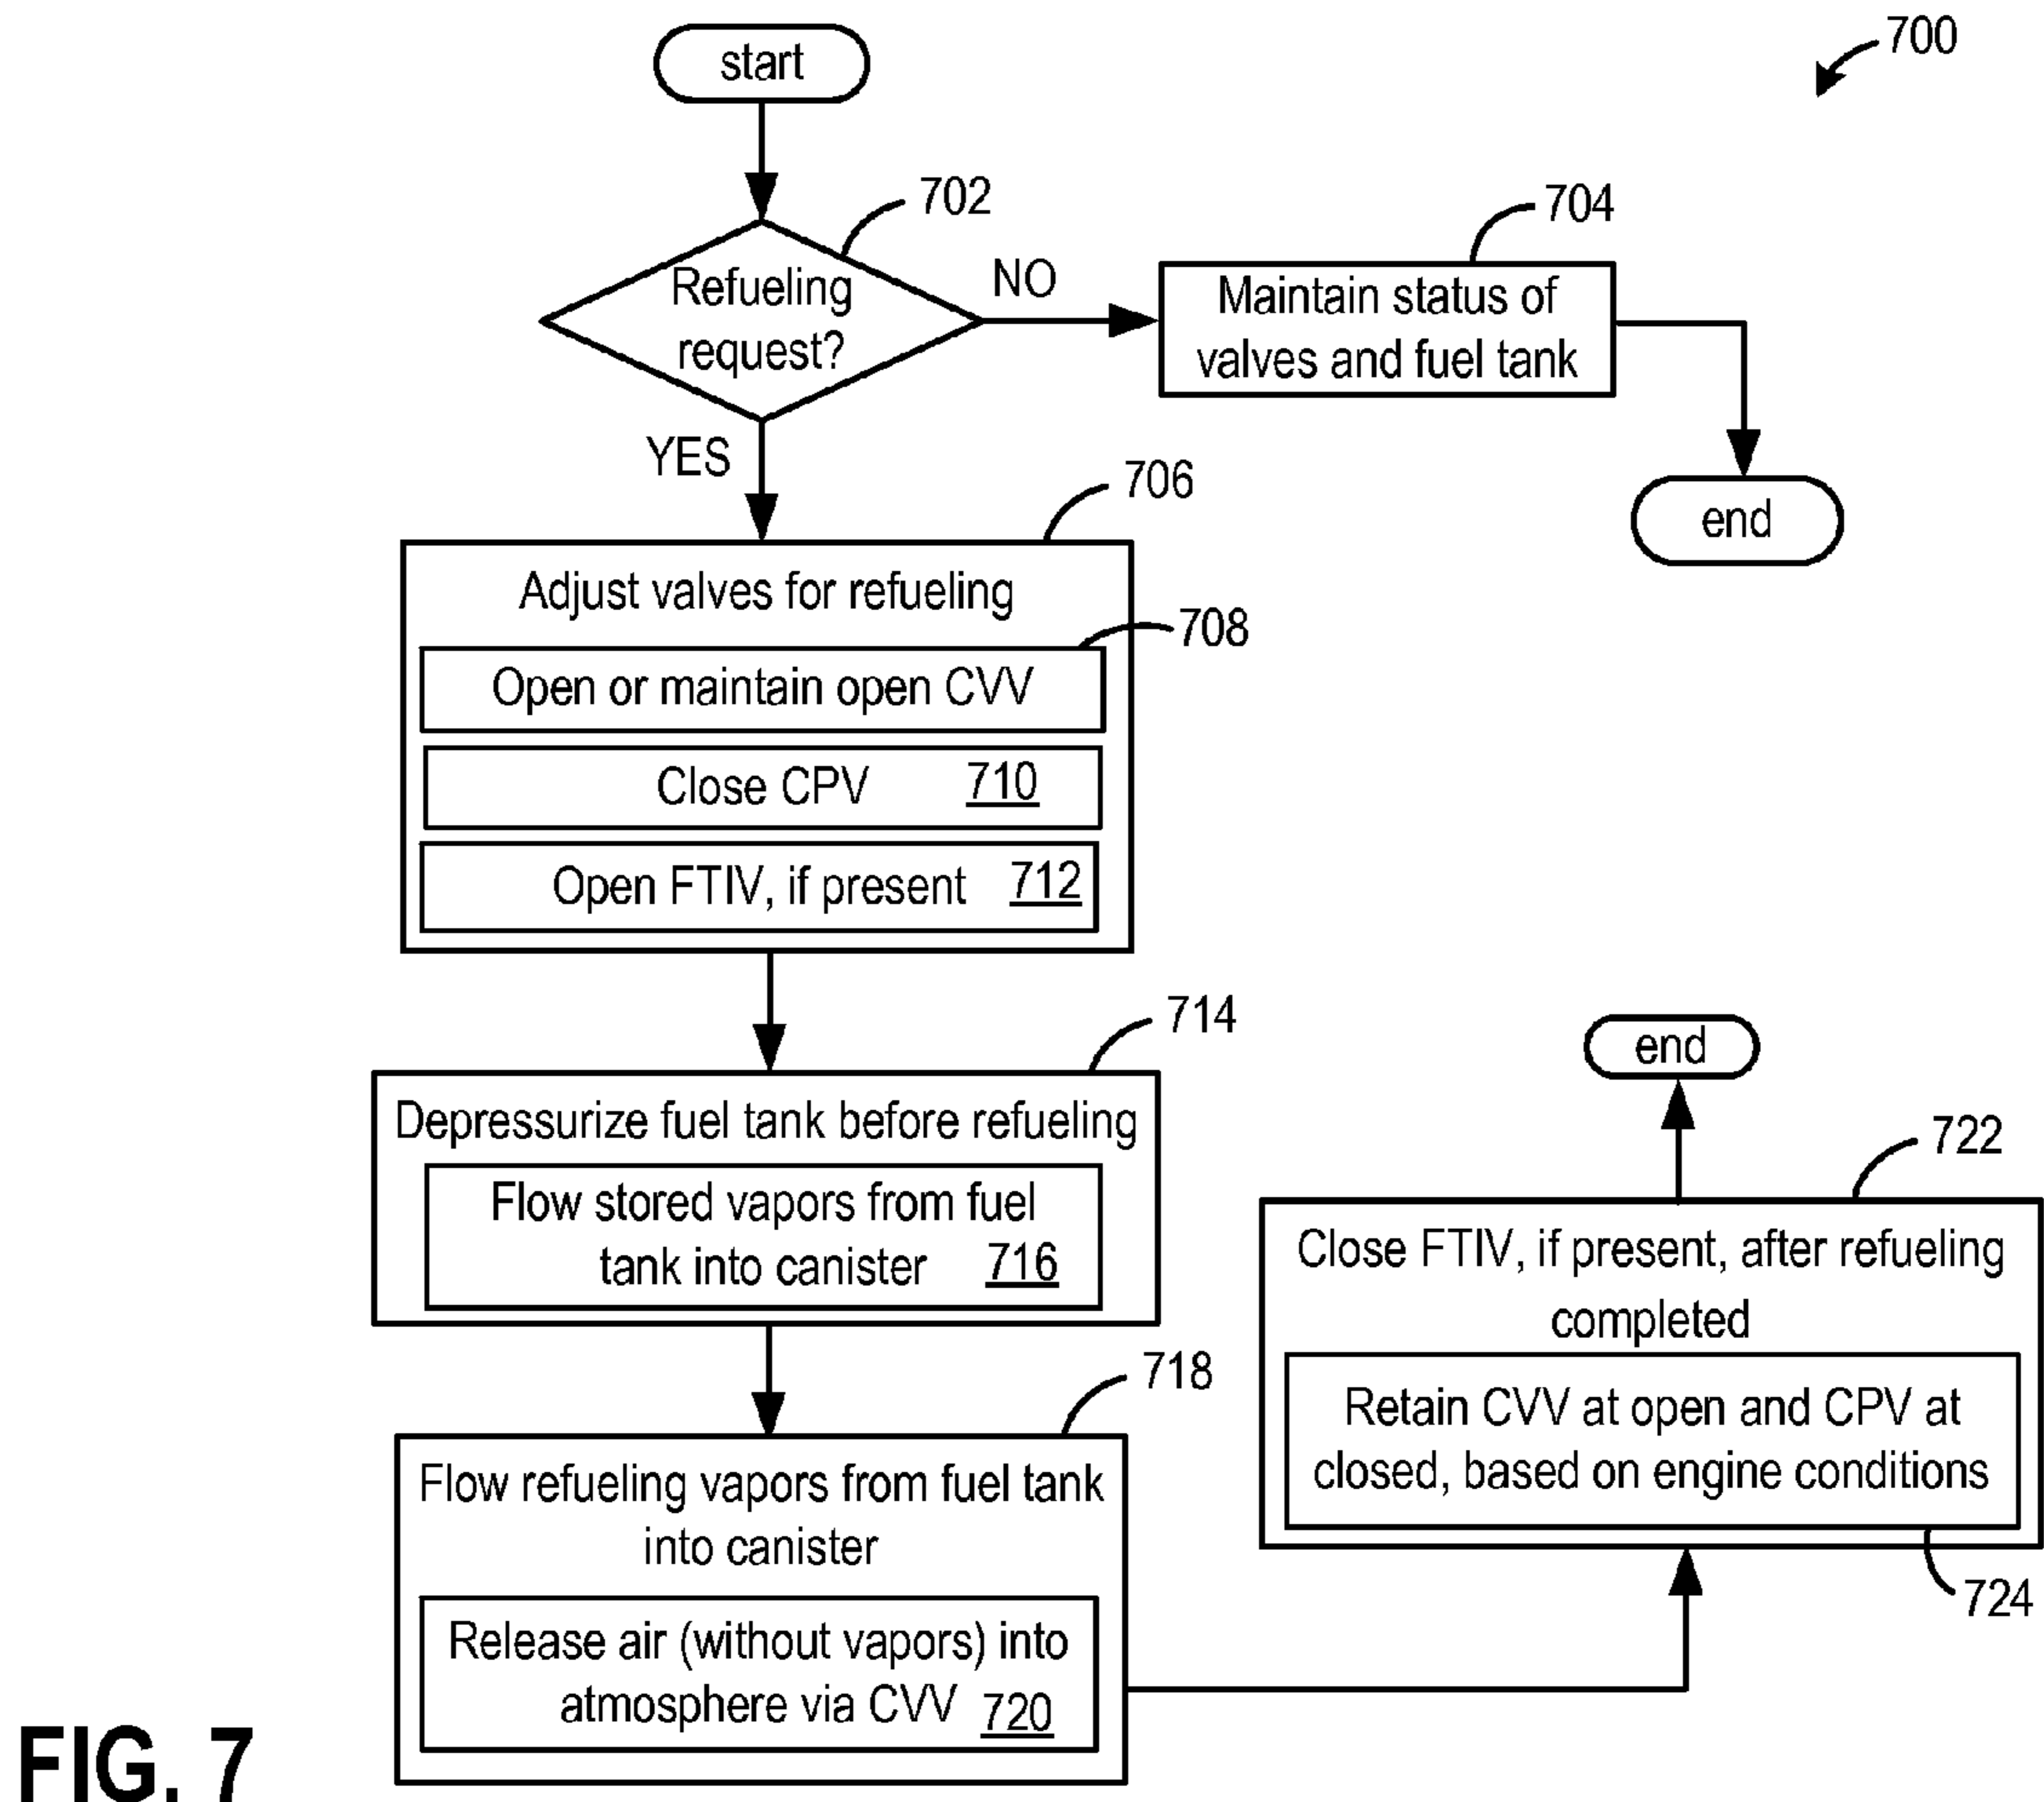 start
700
702
Refueling
request?
NO
704
Maintain status of
valves and fuel tank
end
YES
706
Adjust valves for refueling
708
Open or maintain open CVV
Close CPV 710
Open FTIV, if present 712
714
Depressurize fuel tank before refueling
Flow stored vapors from fuel
tank into canister 716
718
Flow refueling vapors from fuel tank
into canister
Release air (without vapors) into
atmosphere via CVV 720
end
722
Close FTIV, if present, after refueling
completed
Retain CVV at open and CPV at
closed, based on engine conditions
724
FIG. 7